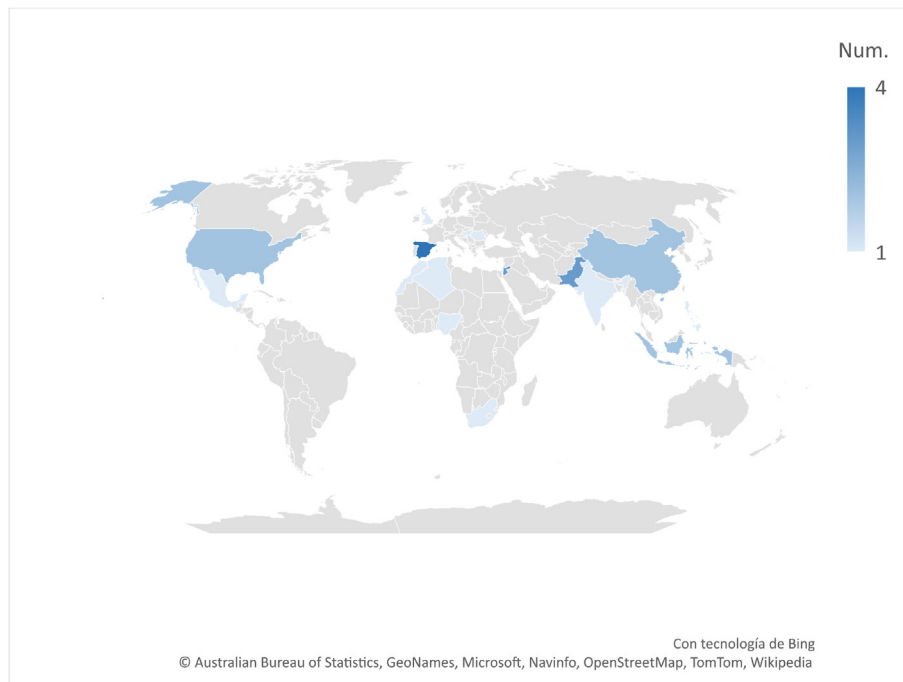 Num.
4
1
Con tecnología de Bing
© Australian Bureau of Statistics, GeoNames, Microsoft, Navinfo, OpenStreetMap, TomTom, Wikipedia